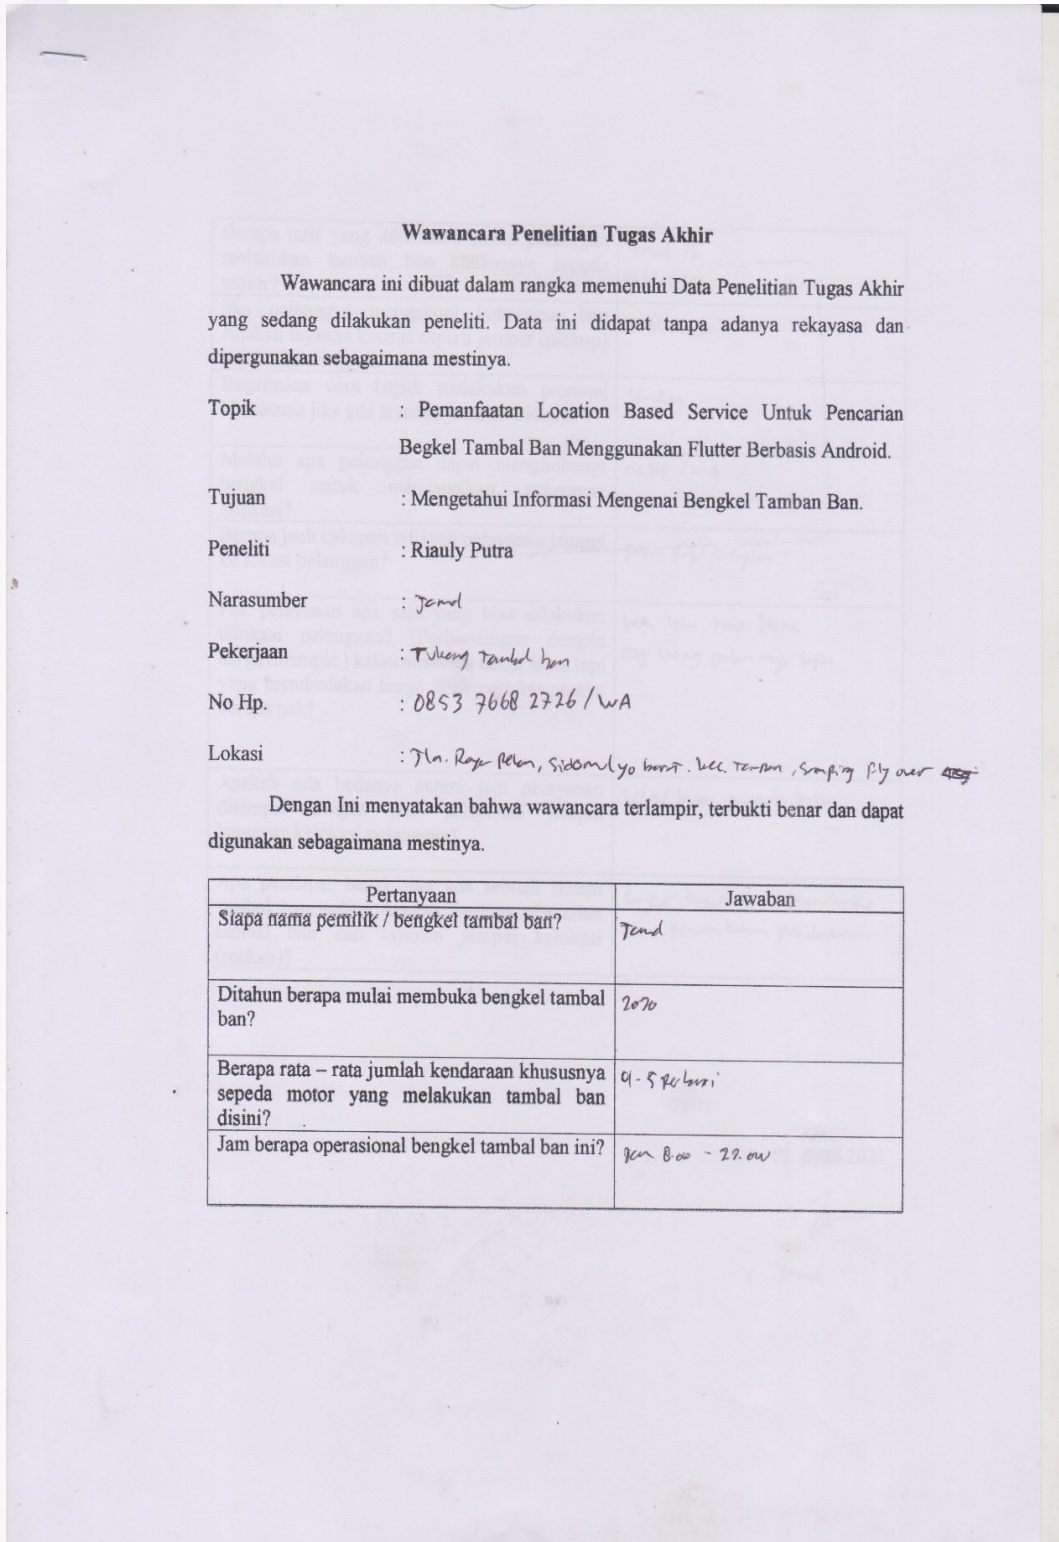 Wawancara Penelitian Tugas Akhir
Wawancara ini dibuat dalam rangka memenuhi Data Penelitian Tugas Akhir
yang sedang dilakukan peneliti. Data ini didapat tanpa adanya rekayasa dan
dipergunakan sebagaimana mestinya.
Topik : Pemanfaatan Location Based Service Untuk Pencarian
Begkel Tambal Ban Menggunakan Flutter Berbasis Android.
Tujuan : Mengetahui Informasi Mengenai Bengkel Tamban Ban.
Peneliti : Riauly Putra
Narasumber :
Pekerjaan : Tukang Tambal ban
No Hp. : 0853 7668 2726 / WA
Lokasi : Jln. Sidomulyo barat. kec. Tampan, Samping Fly over
Dengan Ini menyatakan bahwa wawancara terlampir, terbukti benar dan dapat
digunakan sebagaimana mestinya.
Pertanyaan Jawaban
Siapa nama pemilik / bengkel tambal ban?
Ditahun berapa mulai membuka bengkel tambal
ban?
2020
Berapa rata – rata jumlah kendaraan khususnya
sepeda motor yang melakukan tambal ban
disini?
4 - 5 Perhari
Jam berapa operasional bengkel tambal ban ini?
8.00 - 22.00